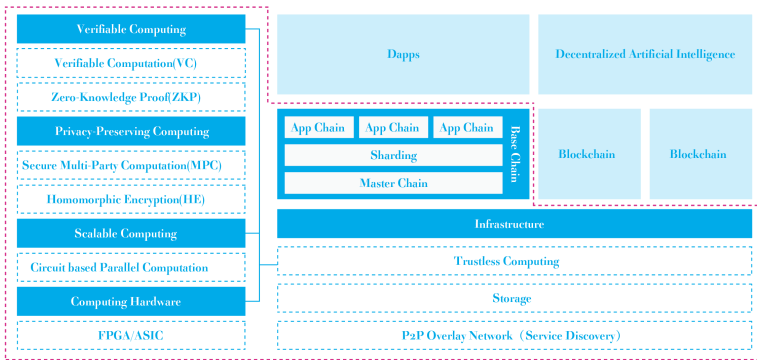 Verifiable Computing
Verifiable Computation(VC)
Zero-Knowledge Proof(ZKP)
Privacy-Preserving Computing
Secure Multi-Party Computation(MPC)
Homomorphic Encryption(HE)
Scalable Computing
Circuit based Parallel Computation
Computing Hardware
FPGA/ASIC
Dapps
Decentralized Artificial Intelligence
App Chain
App Chain
App Chain
Sharding
Master Chain
Base Chain
Blockchain
Blockchain
Infrastructure
Trustless Computing
Storage
P2P Overlay Network（Service Discovery）